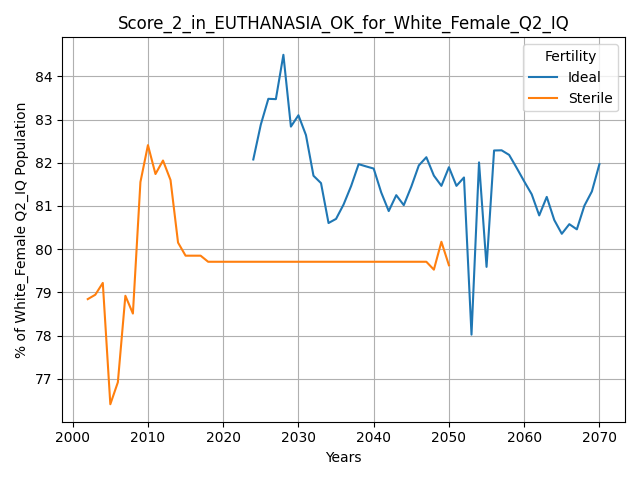 Score_2_in_EUTHANASIA_OK_for_White_Female_Q2_IQ
% of White_Female Q2_IQ Population
84
83
82
81
80
79
78
77
Fertility
Ideal
Sterile
2000 2010 2020 2030 2040 2050 2060 2070
Years